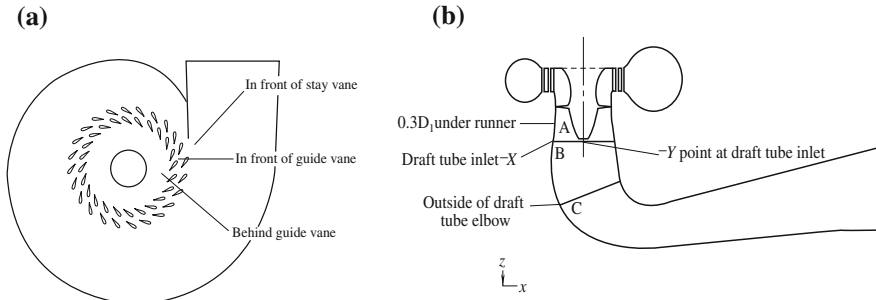 (a)
In front of stay vane
In front of guide vane
Behind guide vane
(b)
0.3D₁under runner
A
Draft tube inlet–X
B
–Y point at draft tube inlet
Outside of draft
tube elbow
C
z
x